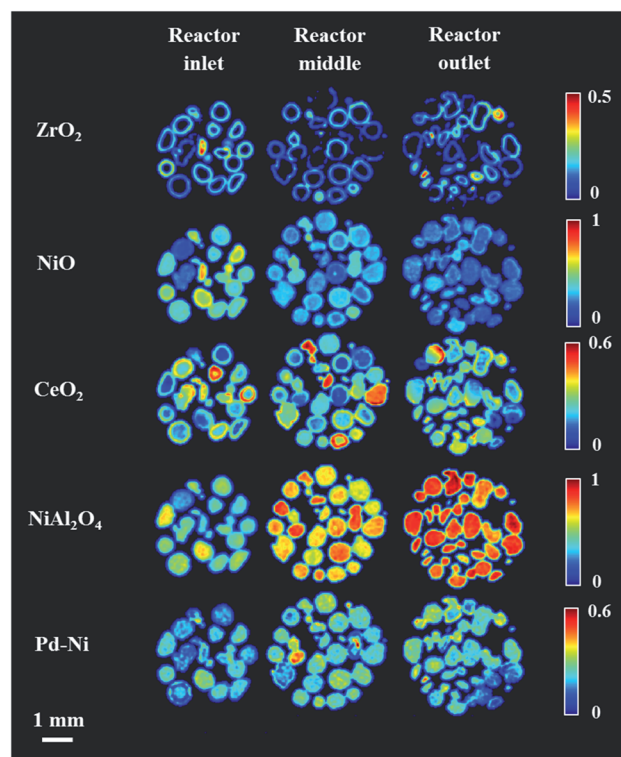 Reactor inlet
Reactor middle
Reactor outlet
ZrO₂
0.5
0
NiO
1
0
CeO₂
0.6
0
NiAl₂O₄
1
0
Pd-Ni
0.6
0
1 mm